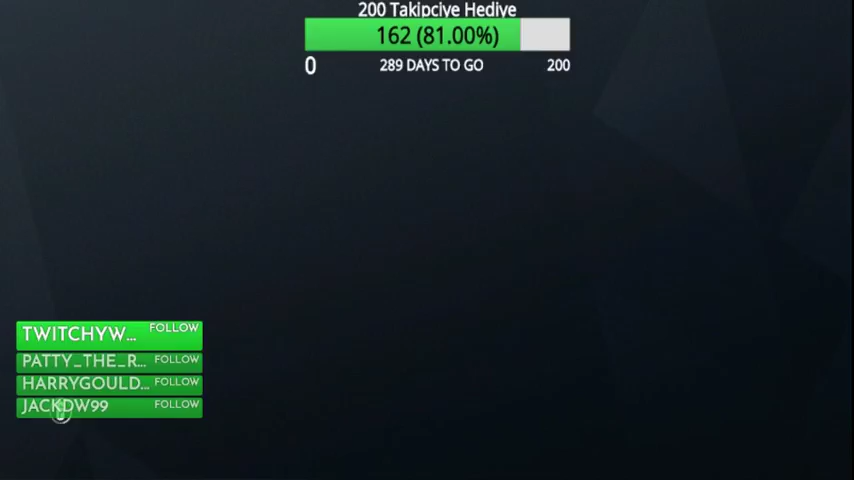 200 Takipciye Hediye
162 (81.00%)
0 289 DAYS TO GO 200
TWITCHYW... FOLLOW
PATTY_THE_R... FOLLOW
HARRYGOULD... FOLLOW
JACKDW99 FOLLOW